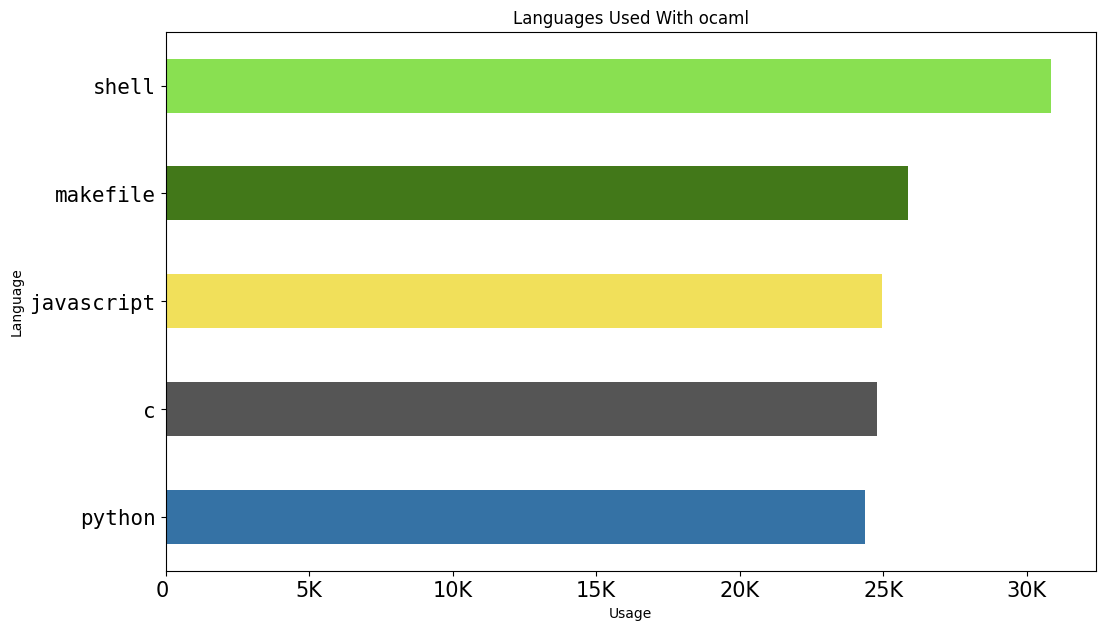 Languages Used With ocaml
shell
makefile
javascript
c
python
Language
0 5K 10K 15K 20K 25K 30K
Usage